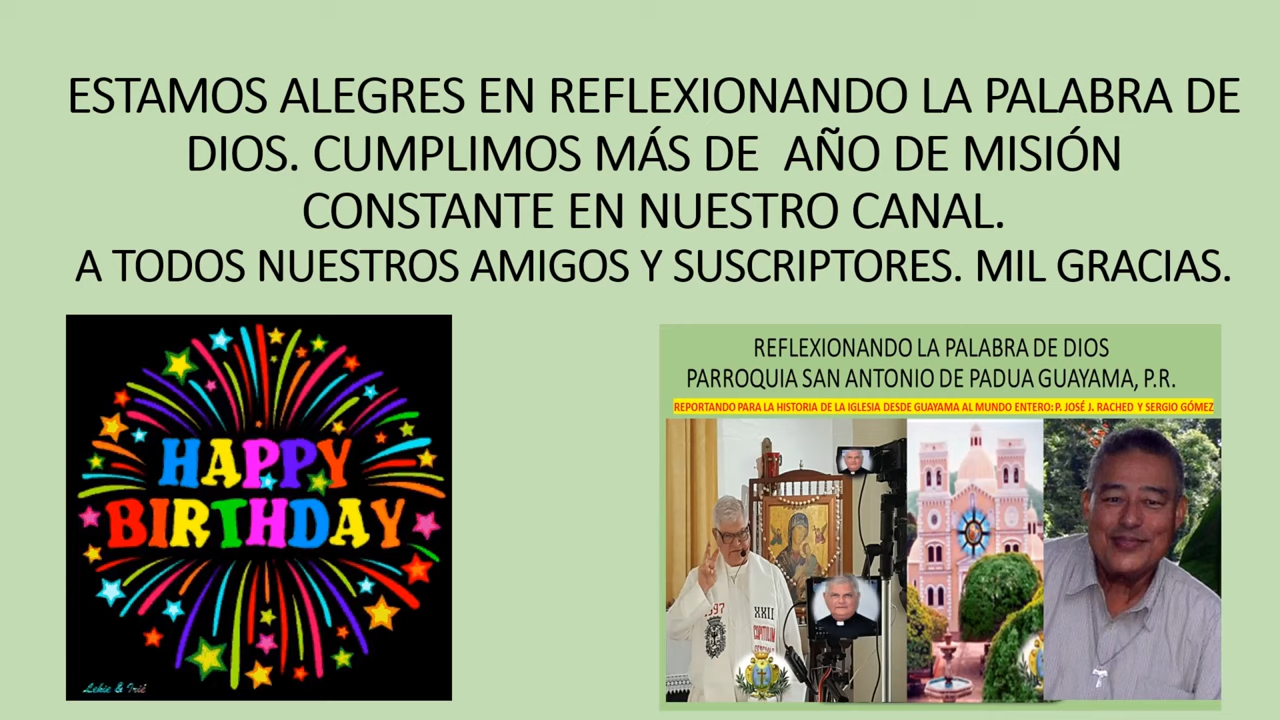 ESTAMOS ALEGRES EN REFLEXIONANDO LA PALABRA DE
DIOS. CUMPLIMOS MÁS DE AÑO DE MISIÓN
CONSTANTE EN NUESTRO CANAL.
A TODOS NUESTROS AMIGOS Y SUSCRIPTORES. MIL GRACIAS.
HAPPY
BIRTHDAY
Lekie & Irié
REFLEXIONANDO LA PALABRA DE DIOS
PARROQUIA SAN ANTONIO DE PADUA GUAYAMA, P.R.
REPORTANDO PARA LA HISTORIA DE LA IGLESIA DESDE GUAYAMA AL MUNDO ENTERO: P. JOSÉ J. RACHED Y SERGIO GÓMEZ
XXII
CAPITULUM